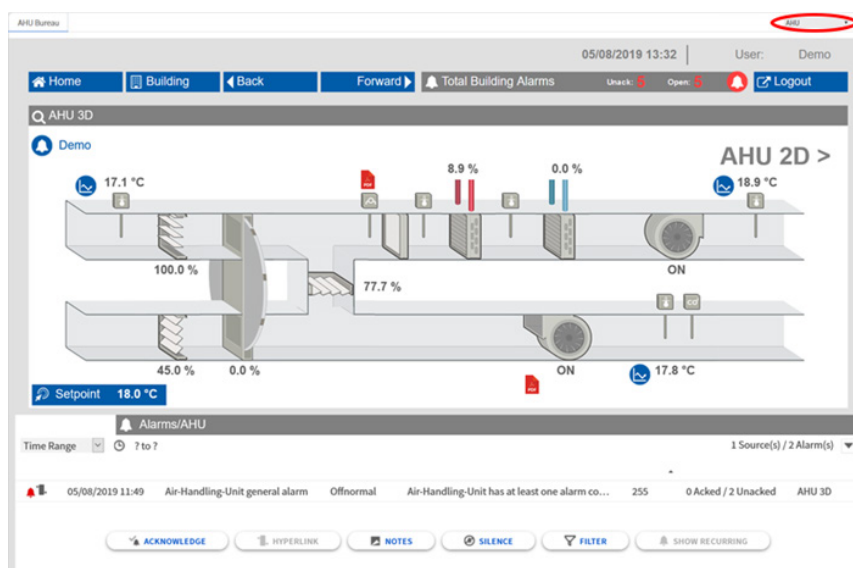 AHU Bureau AHU
05/08/2019 13:32 User: Demo
Home Building Back Forward Total Building Alarms Unack: 5 Open: 5 Logout
AHU 3D
Demo
AHU 2D >
17.1 °C PDF 8.9 % 0.0 % 18.9 °C
100.0 % ON
77.7 %
45.0 % 0.0 % PDF ON 17.8 °C
Setpoint 18.0 °C
Alarms/AHU
Time Range ? to ? 1 Source(s) / 2 Alarm(s)
05/08/2019 11:49 Air-Handling-Unit general alarm Offnormal Air-Handling-Unit has at least one alarm co... 255 0 Acked / 2 Unacked AHU 3D
ACKNOWLEDGE HYPERLINK NOTES SILENCE FILTER SHOW RECURRING